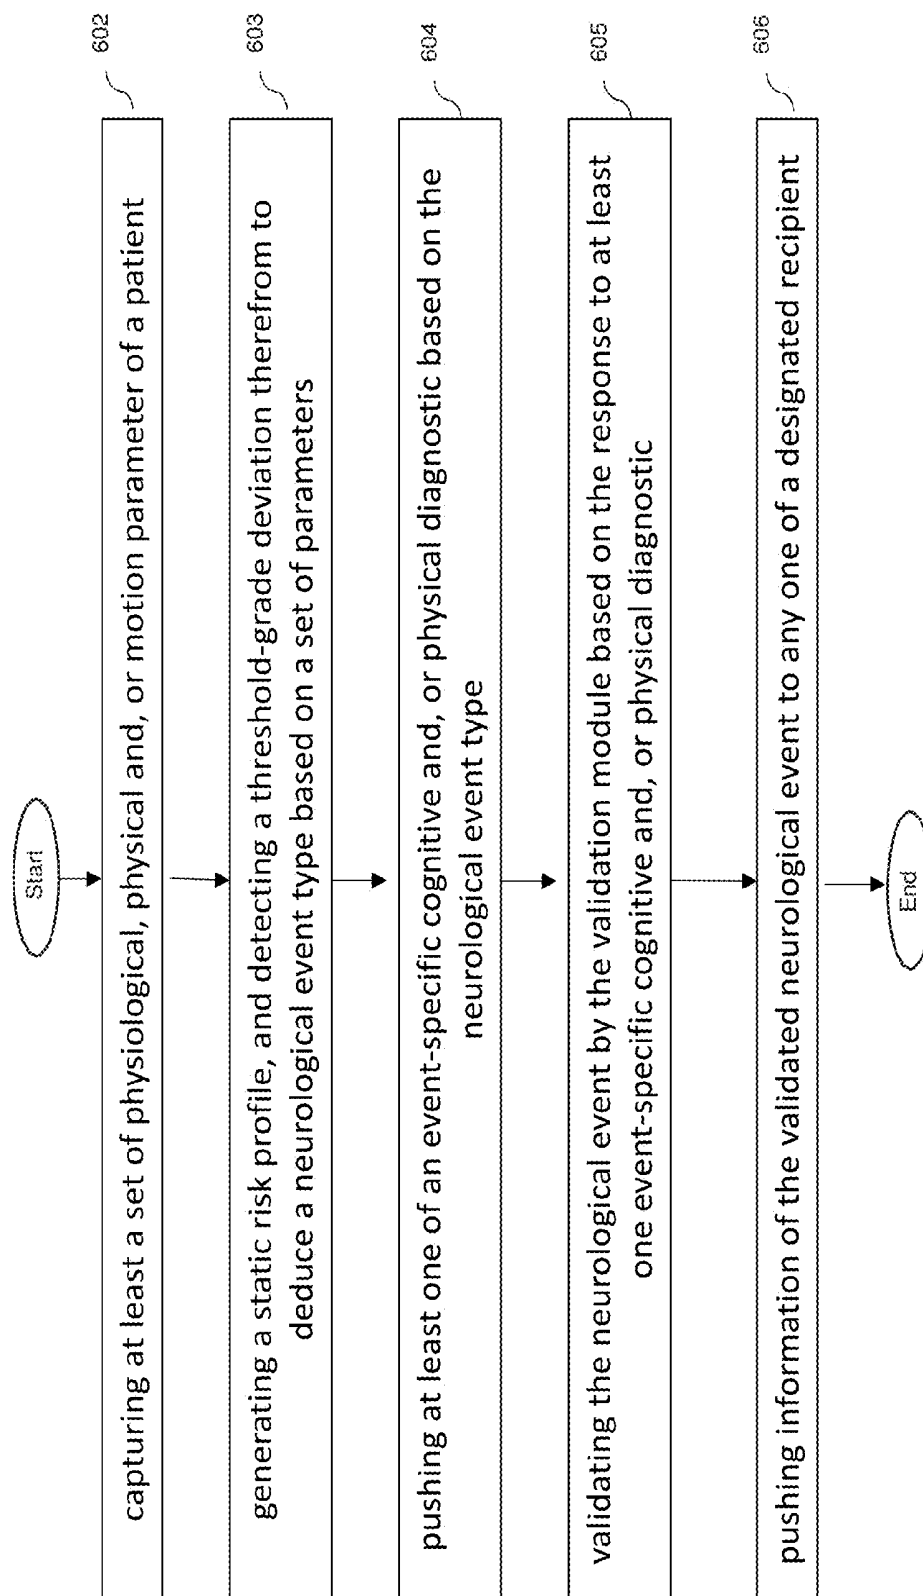 Start
602
capturing at least a set of physiological, physical and, or motion parameter of a patient
603
generating a static risk profile, and detecting a threshold-grade deviation therefrom to
deduce a neurological event type based on a set of parameters
604
pushing at least one of an event-specific cognitive and, or physical diagnostic based on the
neurological event type
605
validating the neurological event by the validation module based on the response to at least
one event-specific cognitive and, or physical diagnostic
606
pushing information of the validated neurological event to any one of a designated recipient
End